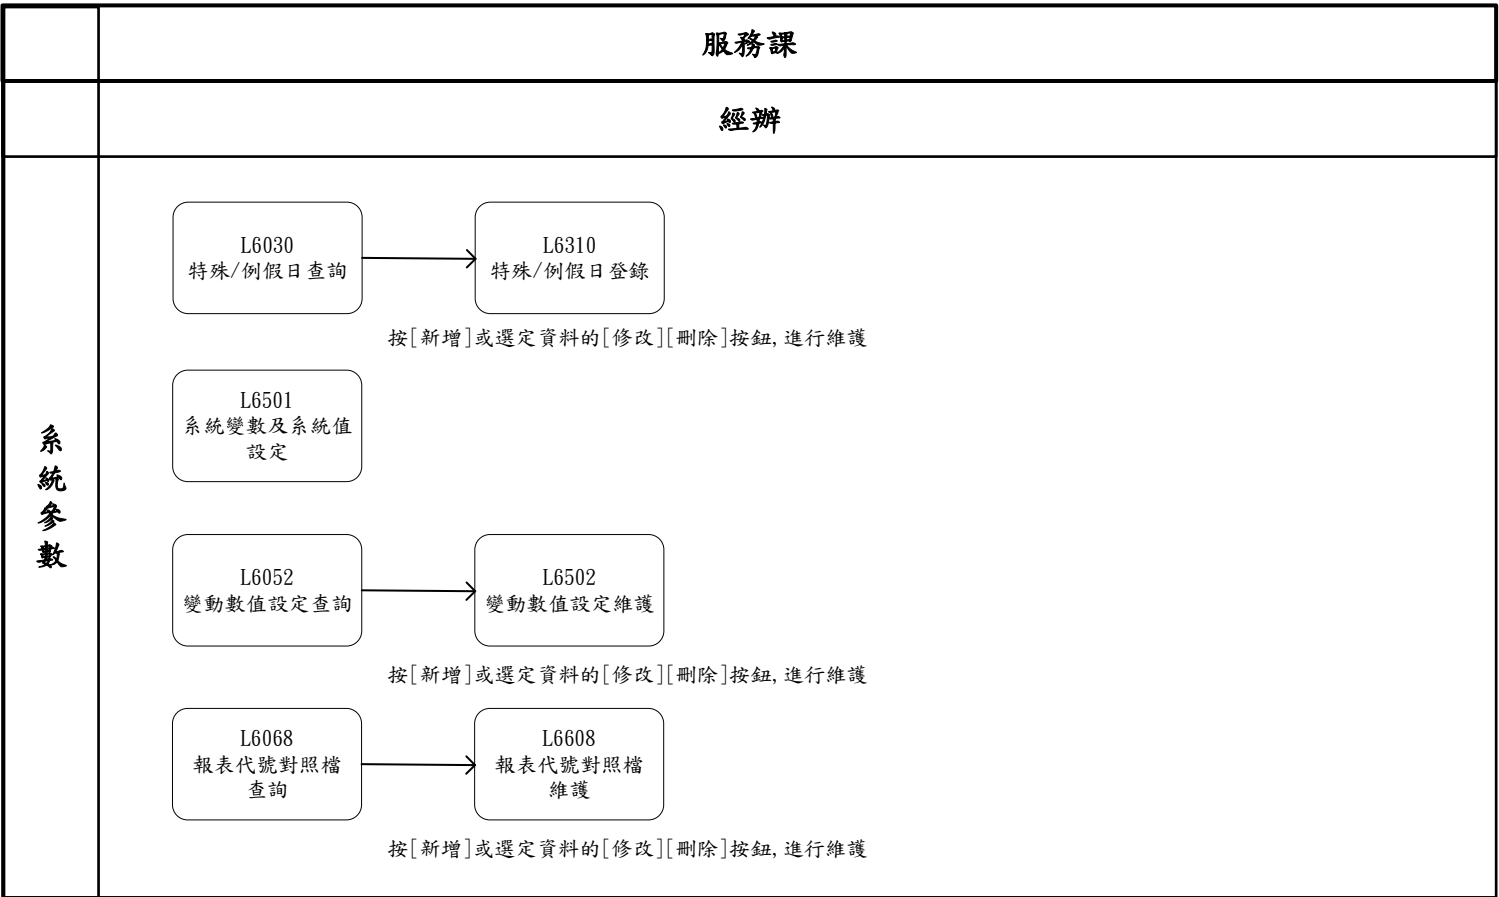 服務課
經辦
系
統
參
數
L6030
特殊/例假日查詢
L6310
特殊/例假日登錄
按[新增]或選定資料的[修改][刪除]按鈕,進行維護
L6501
系統變數及系統值
設定
L6052
變動數值設定查詢
L6502
變動數值設定維護
按[新增]或選定資料的[修改][刪除]按鈕,進行維護
L6068
報表代號對照檔
查詢
L6608
報表代號對照檔
維護
按[新增]或選定資料的[修改][刪除]按鈕,進行維護